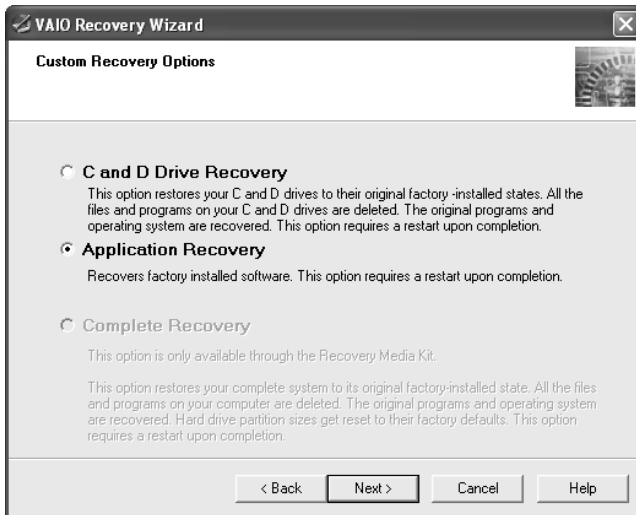 VAIO Recovery Wizard
Custom Recovery Options
C and D Drive Recovery
This option restores your C and D drives to their original factory -installed states. All the
files and programs on your C and D drives are deleted. The original programs and
operating system are recovered. This option requires a restart upon completion.
Application Recovery
Recovers factory installed software. This option requires a restart upon completion.
Complete Recovery
This option is only available through the Recovery Media Kit.
This option restores your complete system to its original factory-installed state. All the files
and programs on your computer are deleted. The original programs and operating system
are recovered. Hard drive partition sizes get reset to their factory defaults. This option
requires a restart upon completion.
< Back Next > Cancel Help